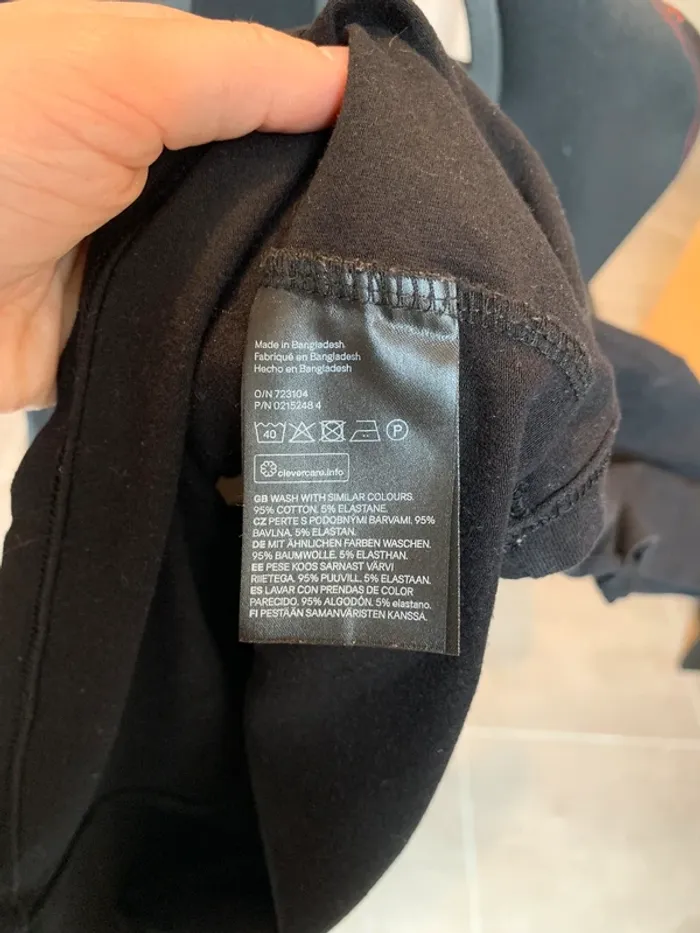 Made in Bangladesh
Fabriqué en Bangladesh
Hecho en Bangladesh
O/N 723104
P/N 0215248 4
40
P
clevercare.info
GB WASH WITH SIMILAR COLOURS.
95% COTTON. 5% ELASTANE.
CZ PERTE S PODOBNÝMI BARVAMI. 95%
BAVLNA. 5% ELASTAN.
DE MIT ÄHNLICHEN FARBEN WASCHEN.
95% BAUMWOLLE. 5% ELASTHAN.
EE PESE KOOS SARNAST VÄRVI
RIIETEGA. 95% PUUVILL. 5% ELASTAAN.
ES LAVAR CON PRENDAS DE COLOR
PARECIDO. 95% ALGODÓN. 5% elastano.
FI PESTÄÄN SAMANVÄRISTEN KANSSA.